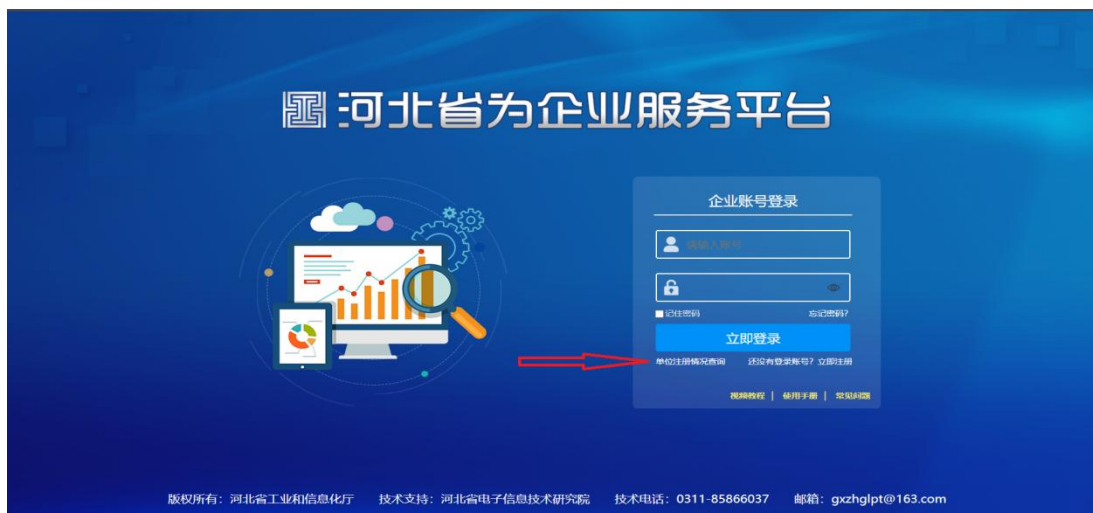 河北省为企业服务平台
企业账号登录
请输入账号
记住密码 忘记密码?
立即登录
单位注册情况查询 还没有登录账号? 立即注册
视频教程 | 使用手册 | 常见问题
版权所有：河北省工业和信息化厅 技术支持：河北省电子信息技术研究院 技术电话：0311-85866037 邮箱：gxzhglpt@163.com